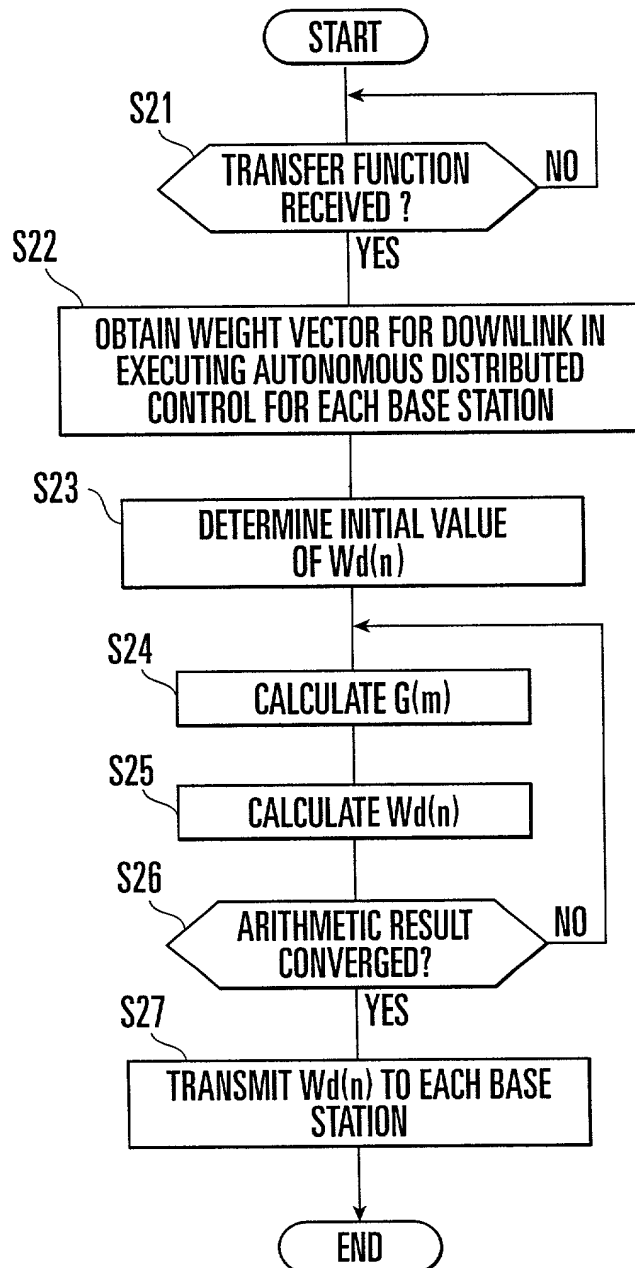 START
S21
TRANSFER FUNCTION
RECEIVED ?
NO
YES
S22
OBTAIN WEIGHT VECTOR FOR DOWNLINK IN
EXECUTING AUTONOMOUS DISTRIBUTED
CONTROL FOR EACH BASE STATION
S23
DETERMINE INITIAL VALUE
OF Wd(n)
S24
CALCULATE G(m)
S25
CALCULATE Wd(n)
S26
ARITHMETIC RESULT
CONVERGED?
NO
YES
S27
TRANSMIT Wd(n) TO EACH BASE
STATION
END